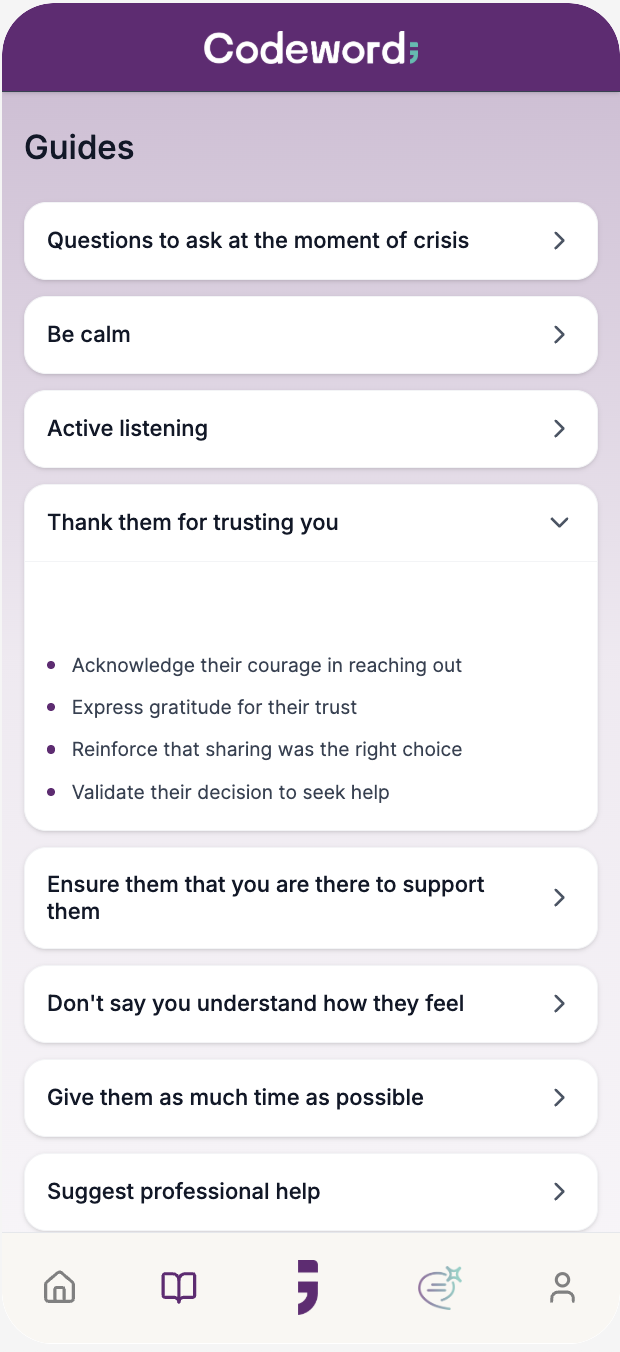 Codeword;
Guides
Questions to ask at the moment of crisis
Be calm
Active listening
Thank them for trusting you
Acknowledge their courage in reaching out
Express gratitude for their trust
Reinforce that sharing was the right choice
Validate their decision to seek help
Ensure them that you are there to support
them
Don't say you understand how they feel
Give them as much time as possible
Suggest professional help
;